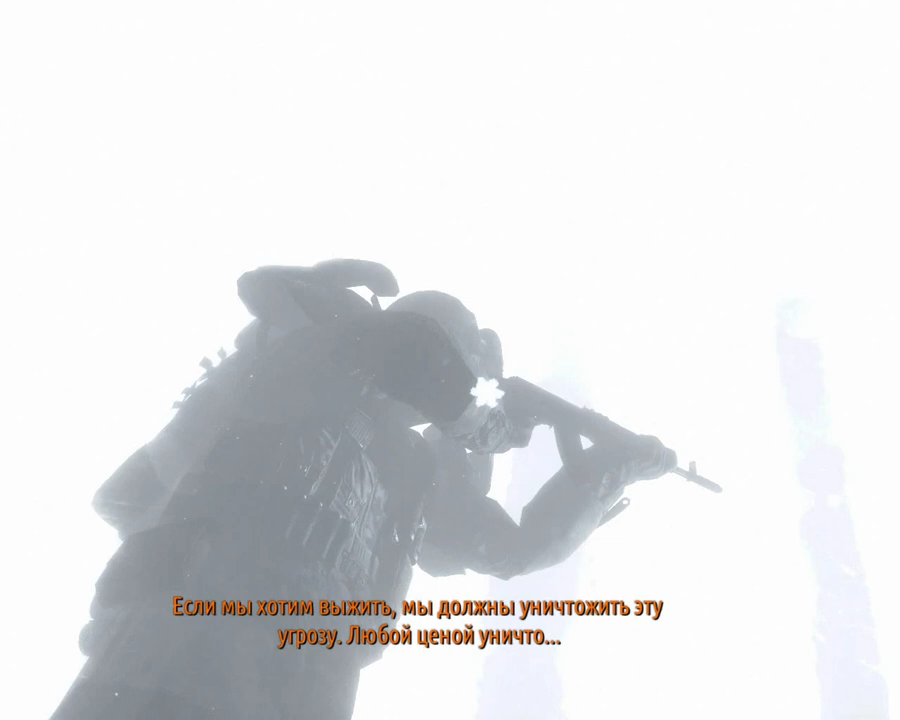 Если мы хотим выжить, мы должны уничтожить эту
угрозу. Любой ценой уничто...